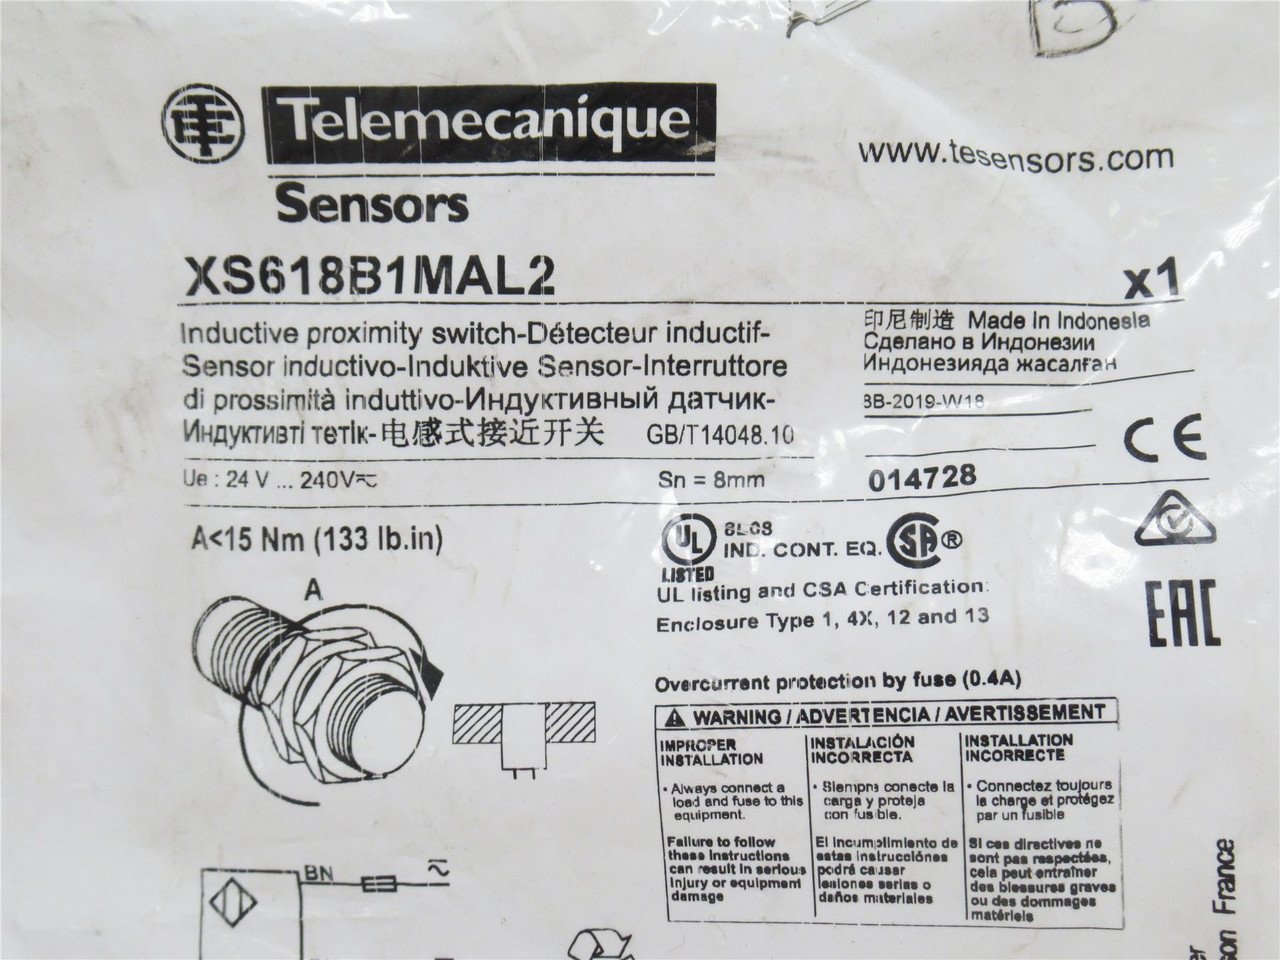 Telemecanique
Sensors
www.tesensors.com
XS618B1MAL2
x1
Inductive proximity switch-Détecteur inductif-
Sensor inductivo-Induktive Sensor-Interruttore
di prossimità induttivo-Индуктивный датчик-
Индуктивті тетік-电感式接近开关 GB/T14048.10
印尼制造 Made In Indonesia
Сделано в Индонезии
Индонезияда жасалған
8B-2019-W18
CE
Ue : 24 V ... 240V
Sn = 8mm
014728
A<15 Nm (133 lb.in)
UL
LISTED
IND. CONT. EQ.
SA ®
UL listing and CSA Certification:
Enclosure Type 1, 4X, 12 and 13
EAC
A
Overcurrent protection by fuse (0.4A)
WARNING / ADVERTENCIA / AVERTISSEMENT
IMPROPER
INSTALLATION
• Always connect a
load and fuse to this
equipment.
Failure to follow
these instructions
can result in serious
injury or equipment
damage
INSTALACIÓN
INCORRECTA
• Siempre conecte la
carga y proteja
con fusible.
El incumplimiento de
estas instrucciónes
podrá causar
lesiones serias o
daños materiales
INSTALLATION
INCORRECTE
• Connectez toujours
la charge et protégez
par un fusible
Si ces directives ne
sont pas respectées,
cela peut entraîner
des blessures graves
ou des dommages
matériels
BN
France